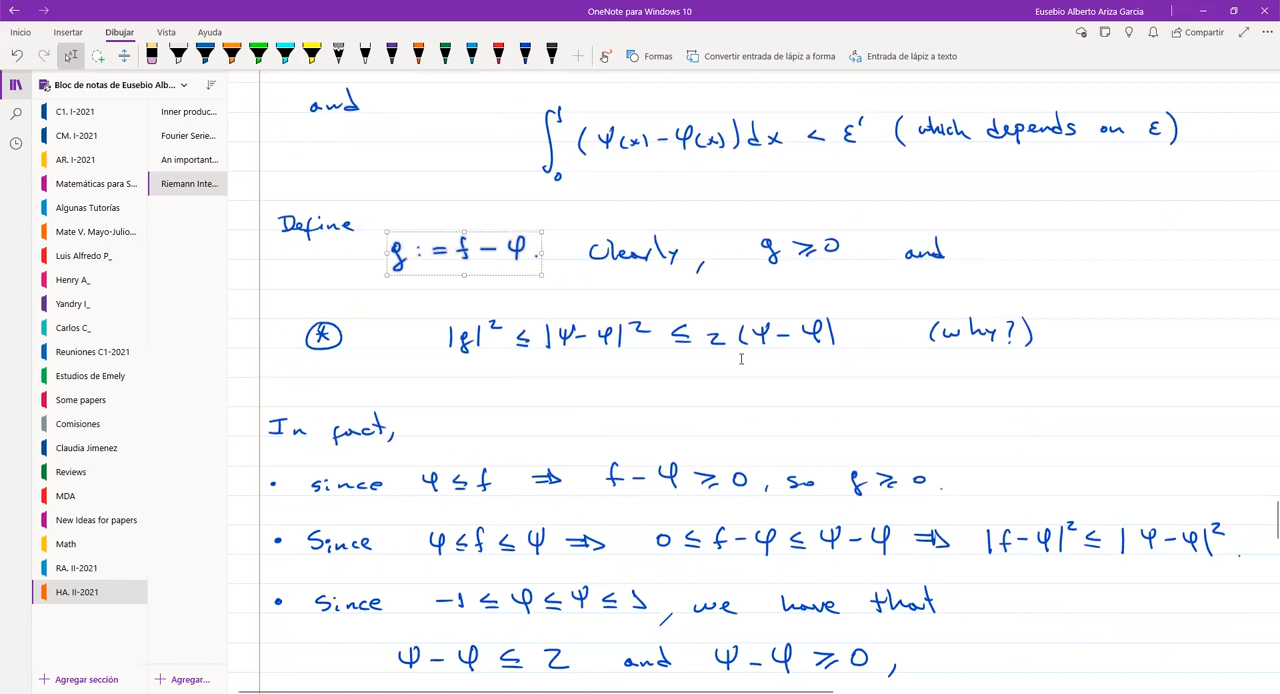 OneNote para Windows 10
Eusebio Alberto Ariza Garcia
Inicio Insertar Dibujar Vista Ayuda
Compartir
Formas Convertir entrada de lápiz a forma Entrada de lápiz a texto
Bloc de notas de Eusebio Alb...
C1. I-2021
CM. I-2021
AR. I-2021
Matemáticas para S...
Algunas Tutorías
Mate V. Mayo-Julio...
Luis Alfredo P_
Henry A_
Yandry I_
Carlos C_
Reuniones C1-2021
Estudios de Emely
Some papers
Comisiones
Claudia Jimenez
Reviews
MDA
New Ideas for papers
Math
RA. II-2021
HA. II-2021
Agregar sección
Inner produc...
Fourier Serie...
An important...
Riemann Inte...
Agregar...
and
∫₀¹ (ψ(x) - φ(x)) dx < ε' (which depends on ε)
Define
g := f - φ. Clearly, g ≥ 0 and
(*) |g|² ≤ |ψ - φ|² ≤ 2 (ψ - φ) (why?)
In fact,
• since φ ≤ f ⇒ f - φ ≥ 0, so g ≥ 0.
• Since φ ≤ f ≤ ψ ⇒ 0 ≤ f - φ ≤ ψ - φ ⇒ |f - φ|² ≤ |ψ - φ|².
• since -1 ≤ φ ≤ ψ ≤ 1, we have that
ψ - φ ≤ 2 and ψ - φ ≥ 0,